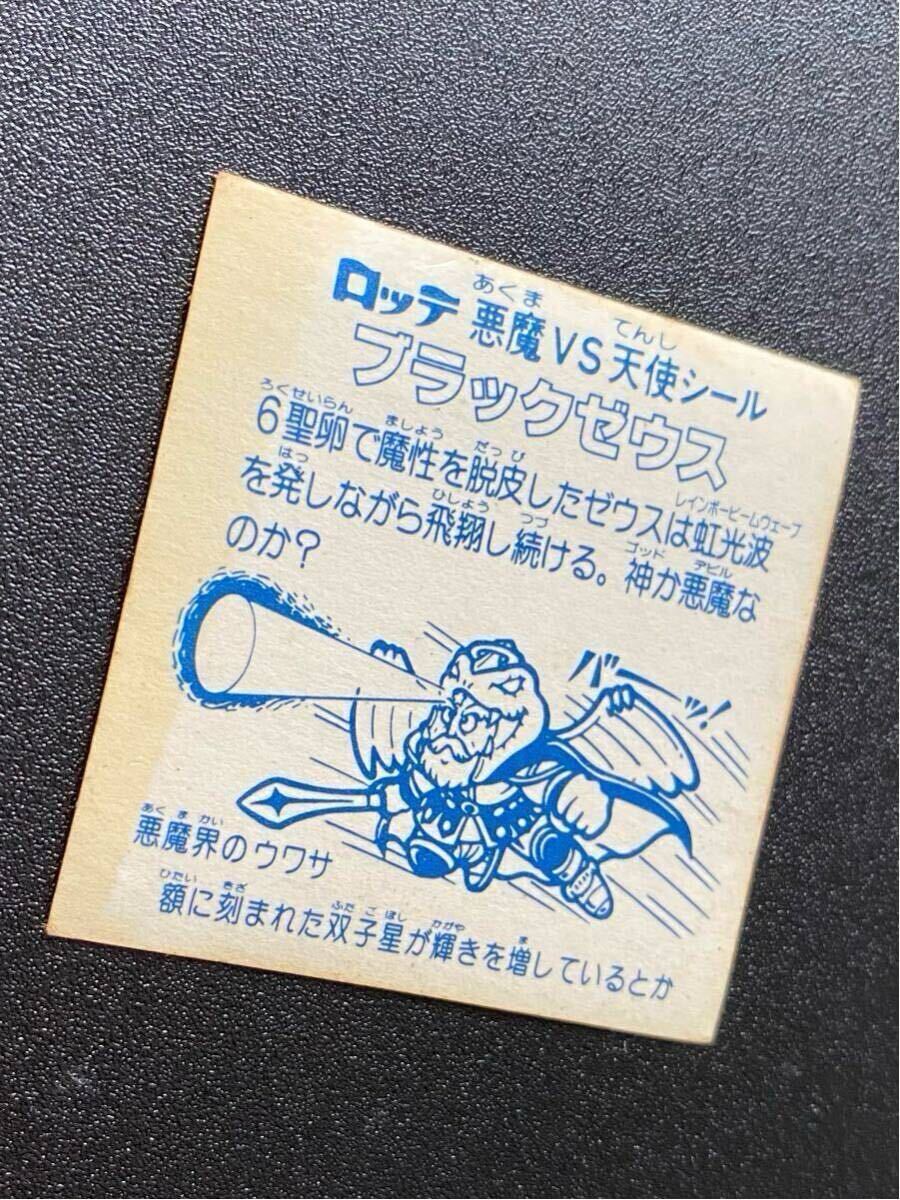 ロッテ 悪魔VS天使シール
あくま てんし
ブラックゼウス
ろくせいらん ましょう だっぴ
6聖卵で魔性を脱皮したゼウスは虹光波
はつ ひしょう つづ レインボービームウェーブ
を発しながら飛翔し続ける。神か悪魔な
ゴッド デビル
のか?
バーーッ!
あくまかい
悪魔界のウワサ
ひたい きざ ふたごぼし かがや ま
額に刻まれた双子星が輝きを増しているとか